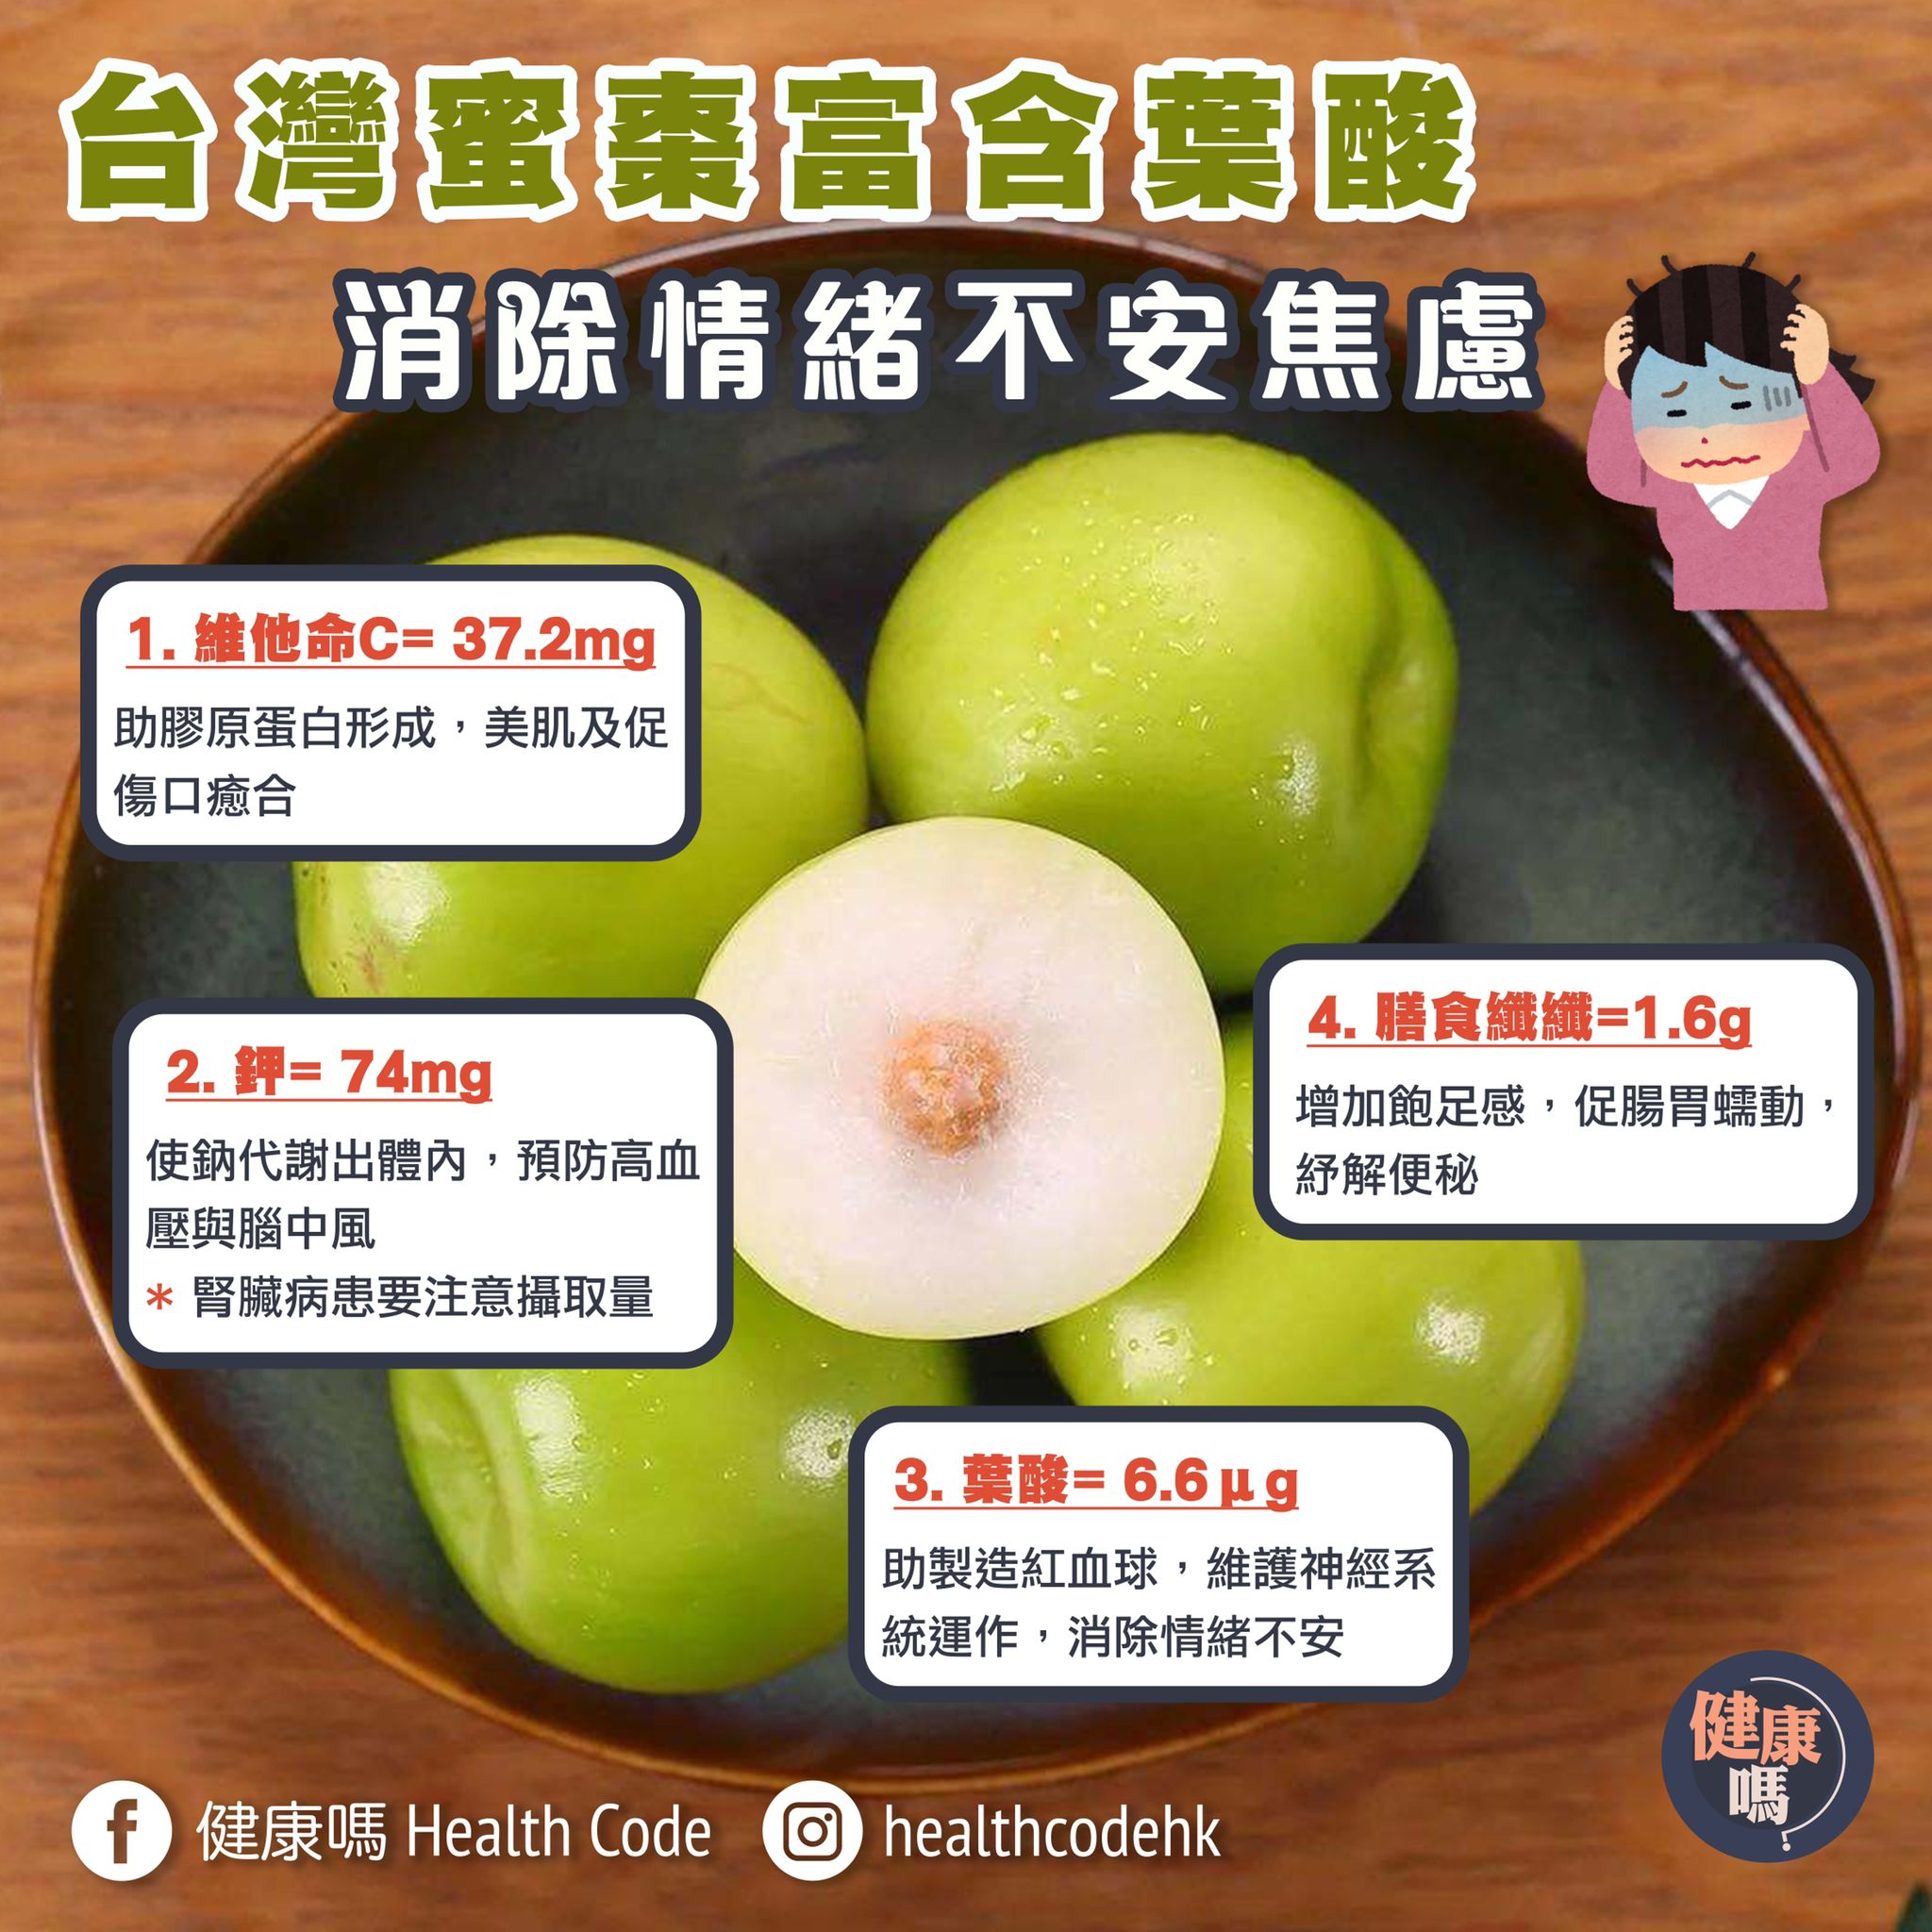 台灣蜜棗富含葉酸
消除情緒不安焦慮
1. 維他命C= 37.2mg
助膠原蛋白形成，美肌及促
傷口癒合
2. 鉀= 74mg
使鈉代謝出體內，預防高血
壓與腦中風
* 腎臟病患要注意攝取量
4. 膳食纖纖=1.6g
增加飽足感，促腸胃蠕動，
紓解便秘
3. 葉酸= 6.6μg
助製造紅血球，維護神經系
統運作，消除情緒不安
健康
嗎?
健康嗎 Health Code
healthcodehk